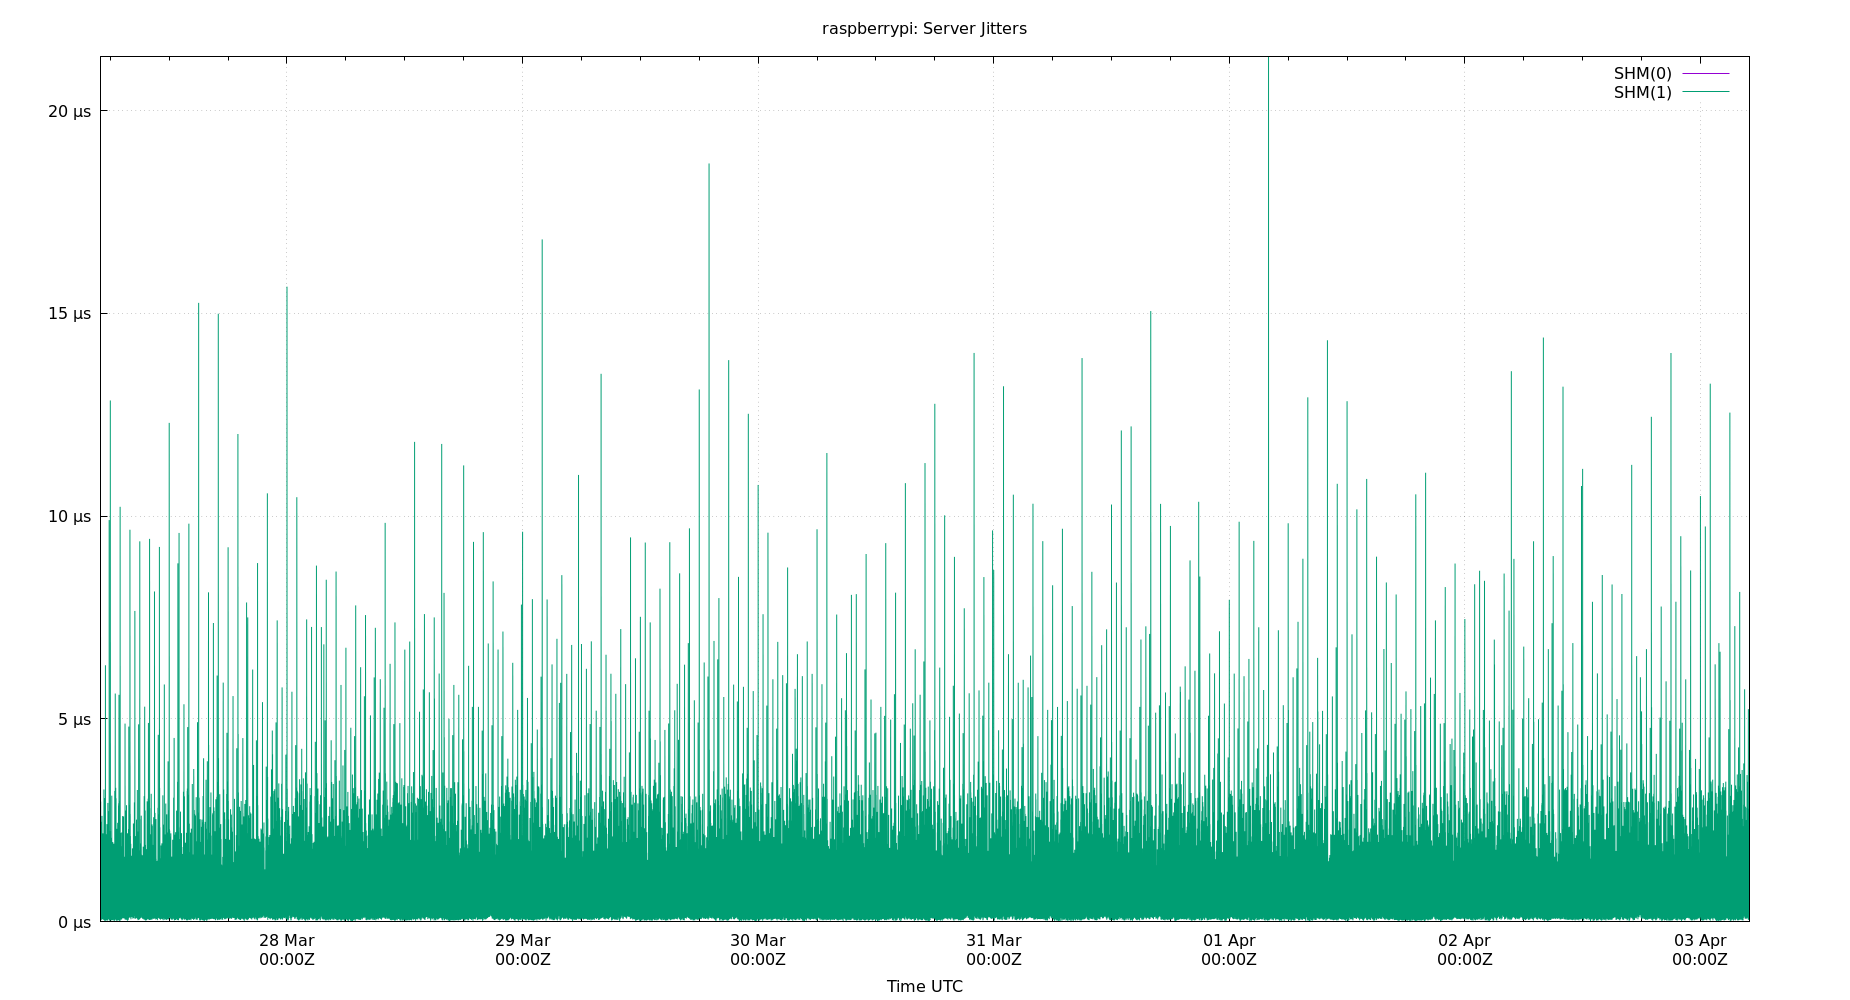 raspberrypi: Server Jitters
SHM(0)
SHM(1)
20 µs
15 µs
10 µs
5 µs
0 µs
28 Mar 29 Mar 30 Mar 31 Mar 01 Apr 02 Apr 03 Apr
00:00Z 00:00Z 00:00Z 00:00Z 00:00Z 00:00Z 00:00Z
Time UTC